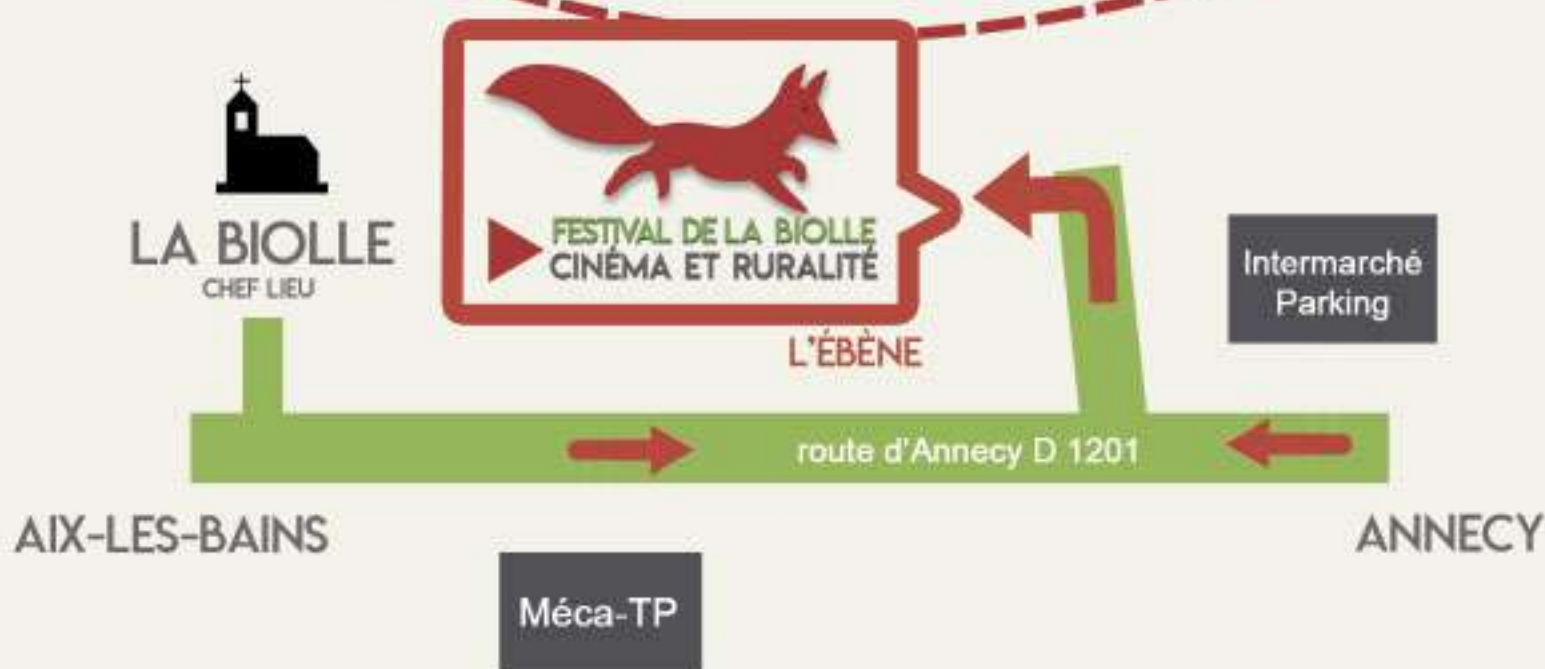 LA BIOLLE
CHEF LIEU
FESTIVAL DE LA BIOLLE
CINÉMA ET RURALITÉ
L'ÉBÈNE
Intermarché
Parking
route d'Annecy D 1201
AIX-LES-BAINS
ANNECY
Méca-TP